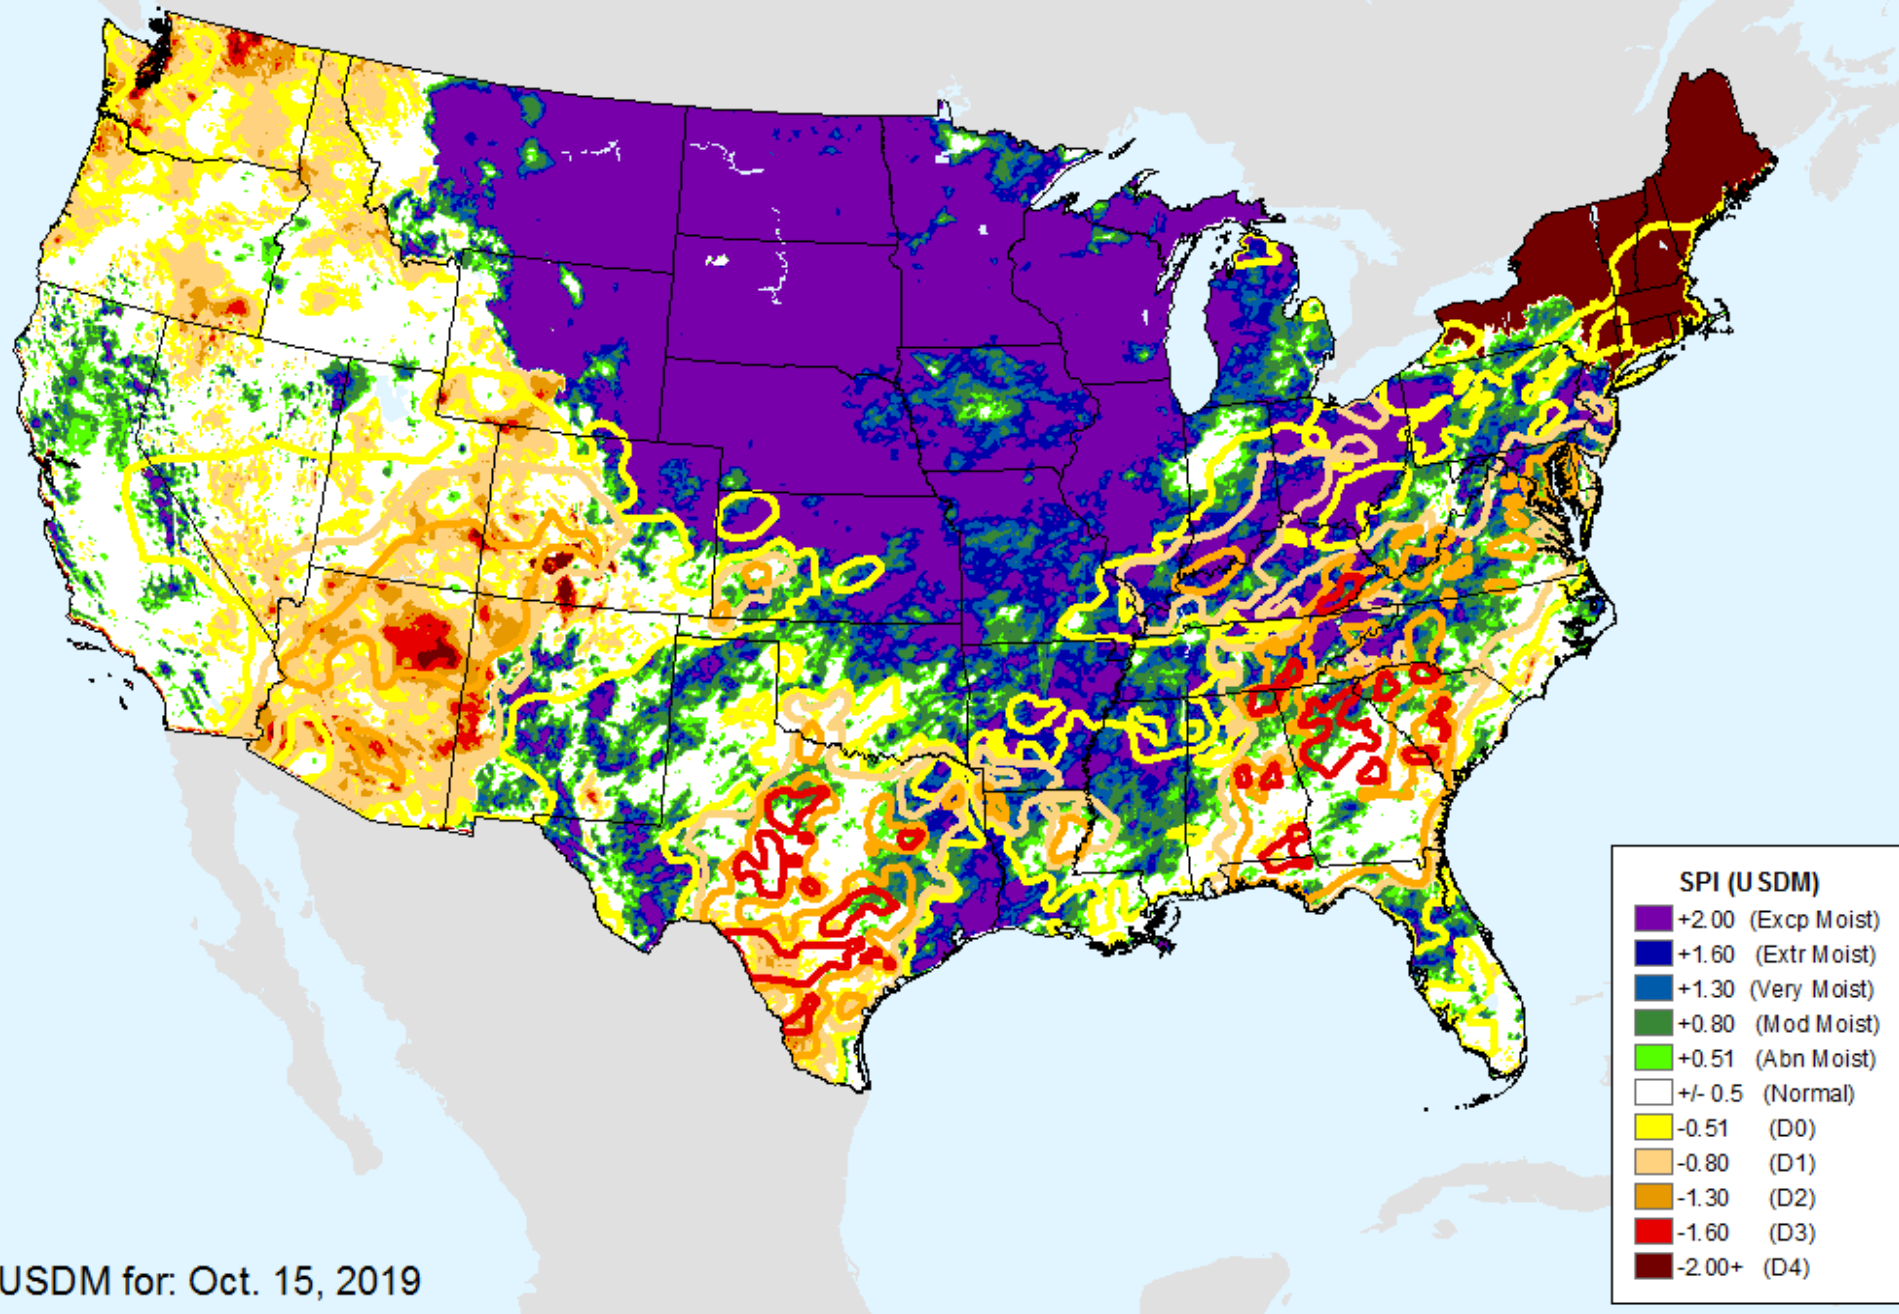 SPI (USDM)
+2.00 (Excp Moist)
+1.60 (Extr Moist)
+1.30 (Very Moist)
+0.80 (Mod Moist)
+0.51 (Abn Moist)
+/- 0.5 (Normal)
-0.51 (D0)
-0.80 (D1)
-1.30 (D2)
-1.60 (D3)
-2.00+ (D4)
USDM for: Oct. 15, 2019